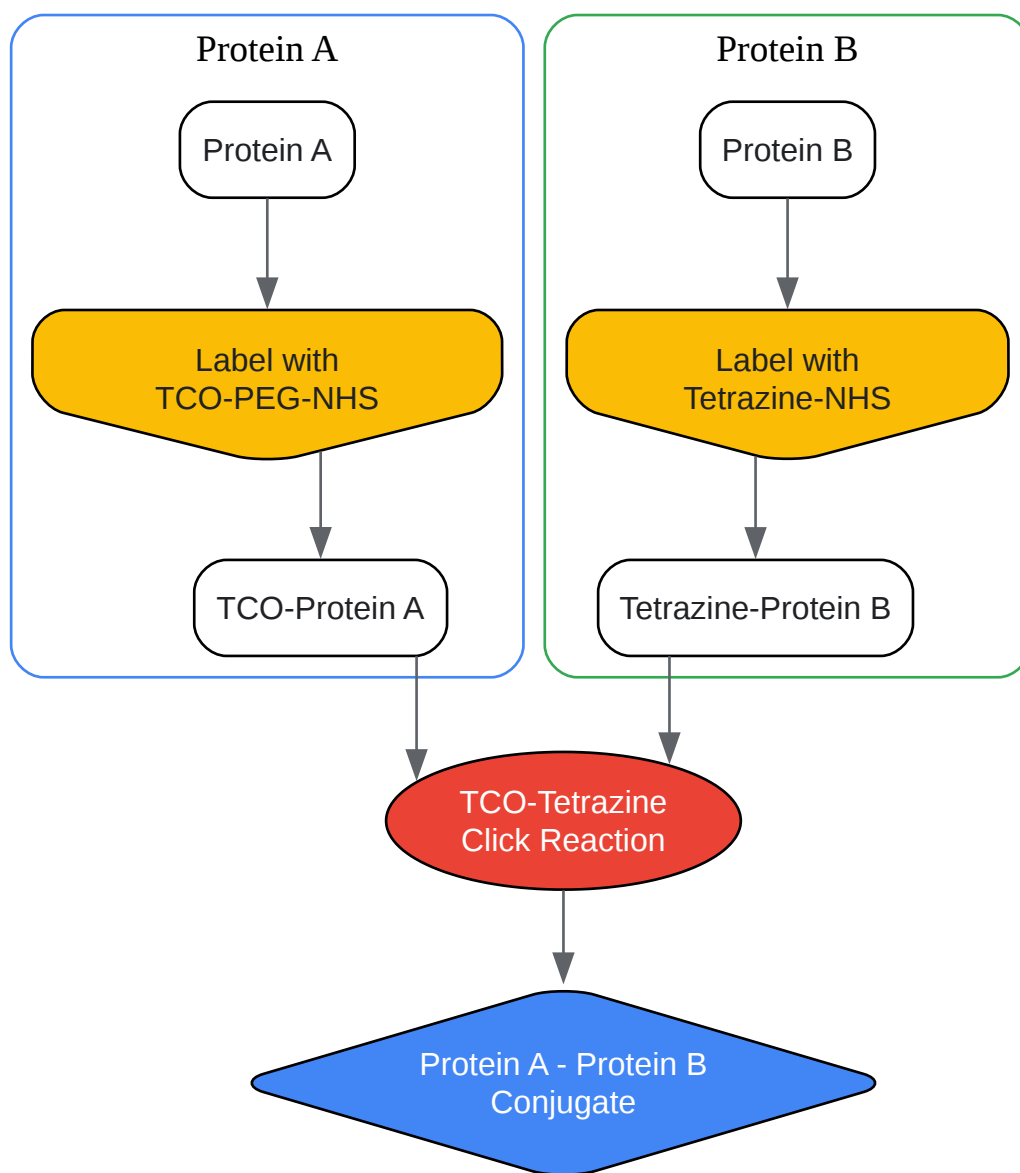 Protein A
Protein B
Protein A
Protein B
Label with
TCO-PEG-NHS
Label with
Tetrazine-NHS
TCO-Protein A
Tetrazine-Protein B
TCO-Tetrazine
Click Reaction
Protein A - Protein B
Conjugate